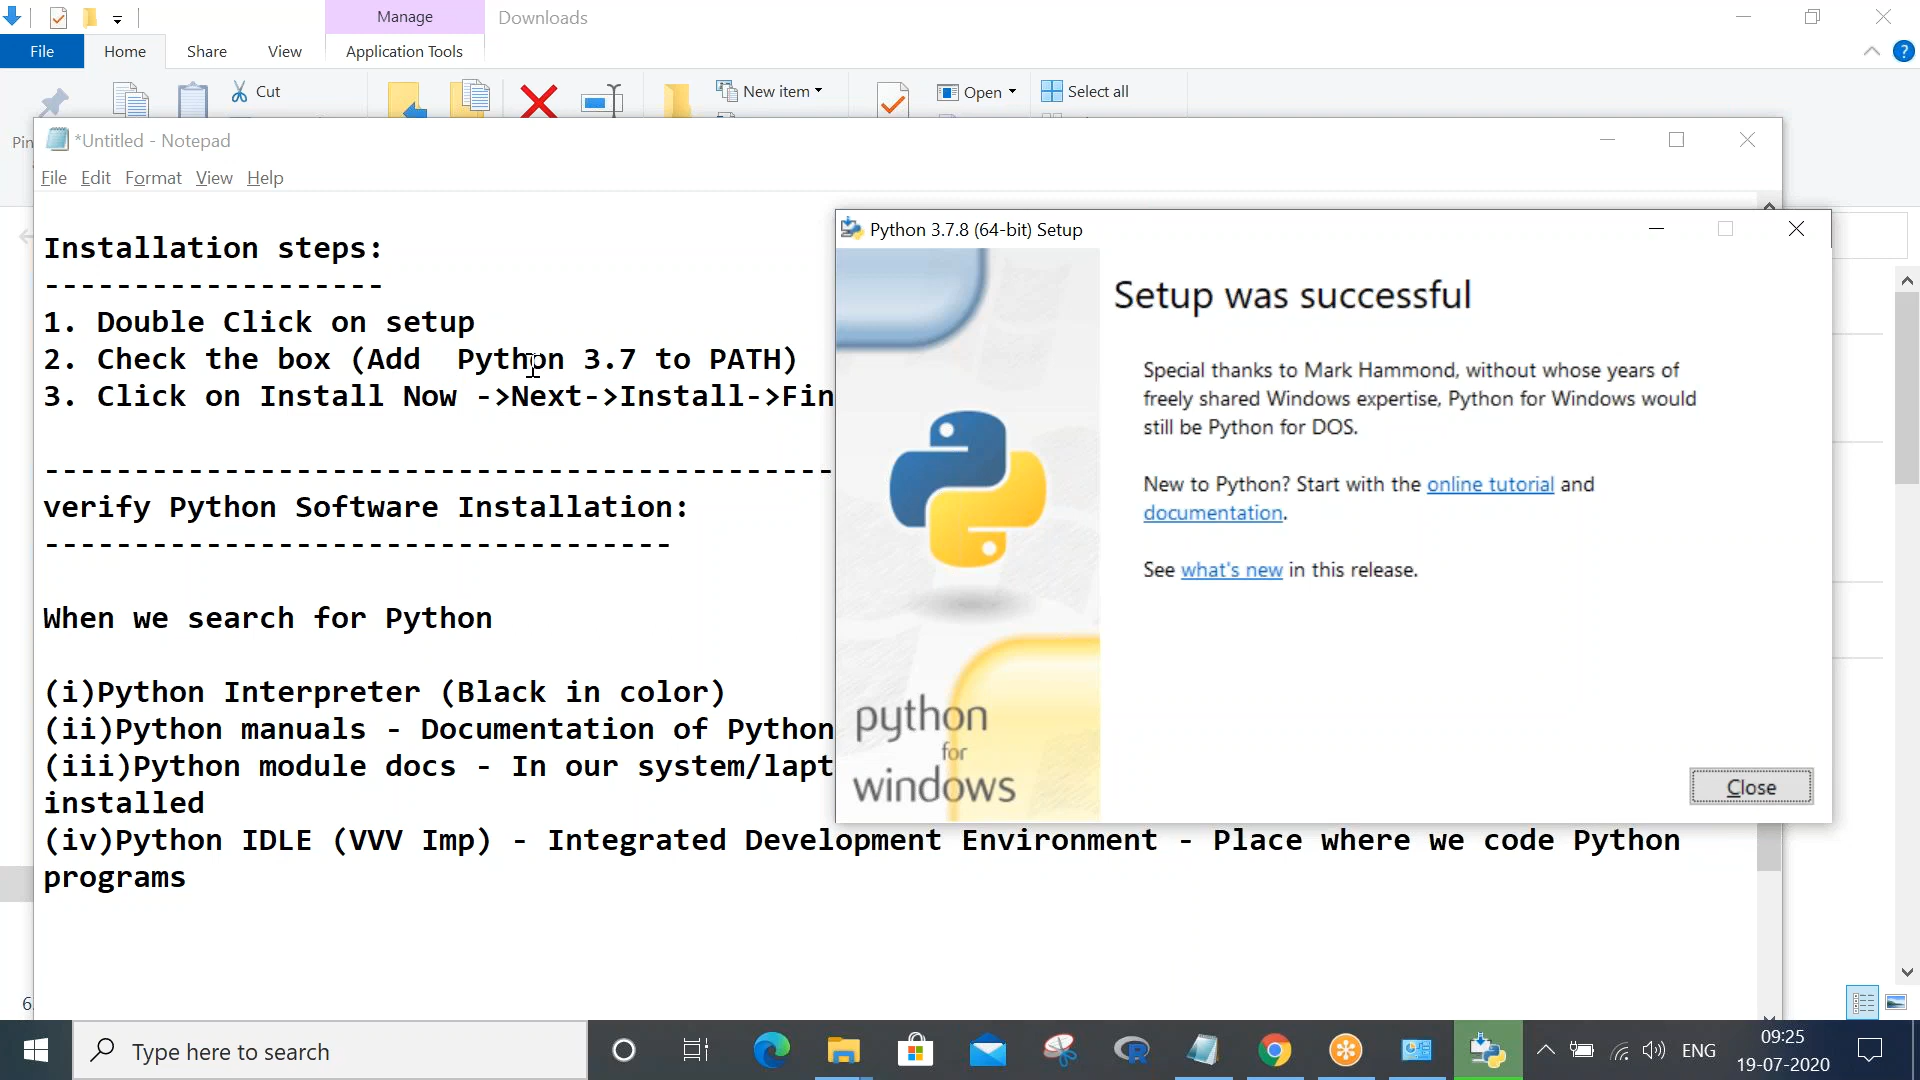 Manage
Downloads
File
Home
Share
View
Application Tools
Cut
New item
Open
Select all
Pin
*Untitled - Notepad
File Edit Format View Help
Installation steps:
-------------------
1. Double Click on setup
2. Check the box (Add  Python 3.7 to PATH)
3. Click on Install Now ->Next->Install->Fin
--------------------------------------------
verify Python Software Installation:
-----------------------------------
When we search for Python
(i)Python Interpreter (Black in color)
(ii)Python manuals - Documentation of Python
(iii)Python module docs - In our system/lapt
installed
(iv)Python IDLE (VVV Imp) - Integrated Development Environment - Place where we code Python
programs
Python 3.7.8 (64-bit) Setup
Setup was successful
Special thanks to Mark Hammond, without whose years of
freely shared Windows expertise, Python for Windows would
still be Python for DOS.
New to Python? Start with the online tutorial and
documentation.
See what's new in this release.
python
for
windows
Close
6
Type here to search
ENG
09:25
19-07-2020